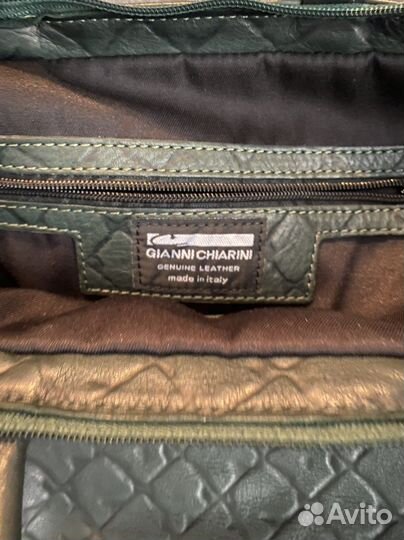 GIANNI CHIARINI
GENUINE LEATHER
made in italy
Avito